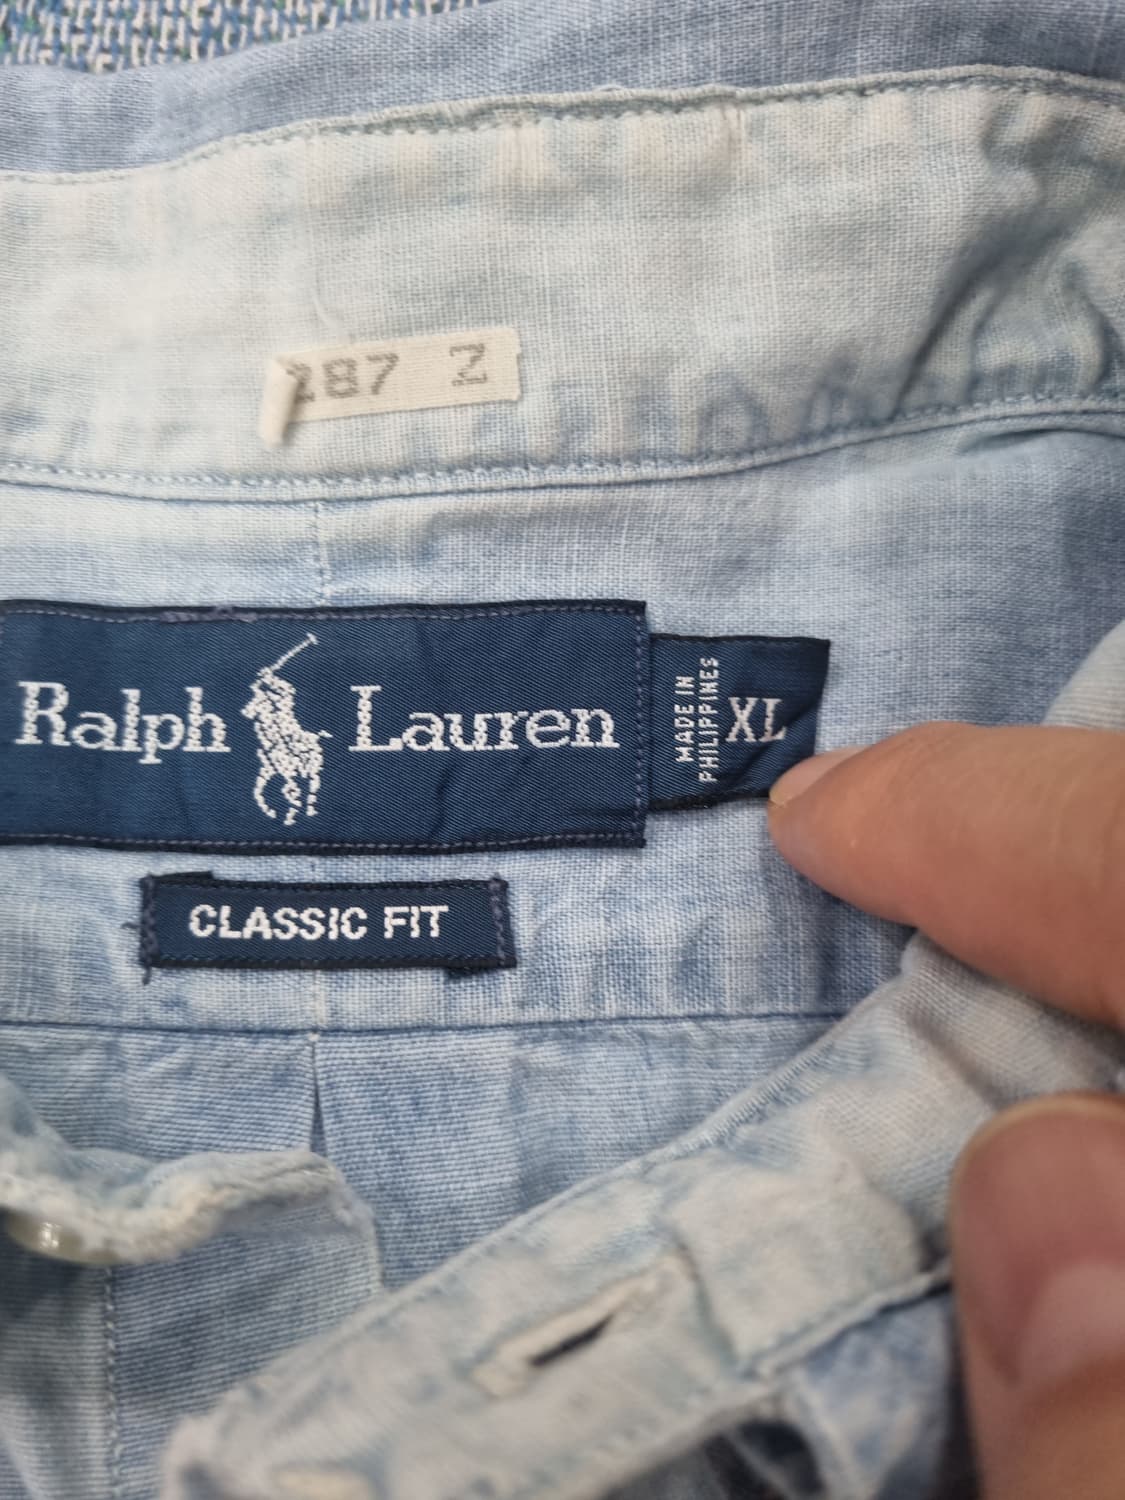 287 Z
Ralph Lauren
MADE IN
PHILIPPINES
XL
CLASSIC FIT